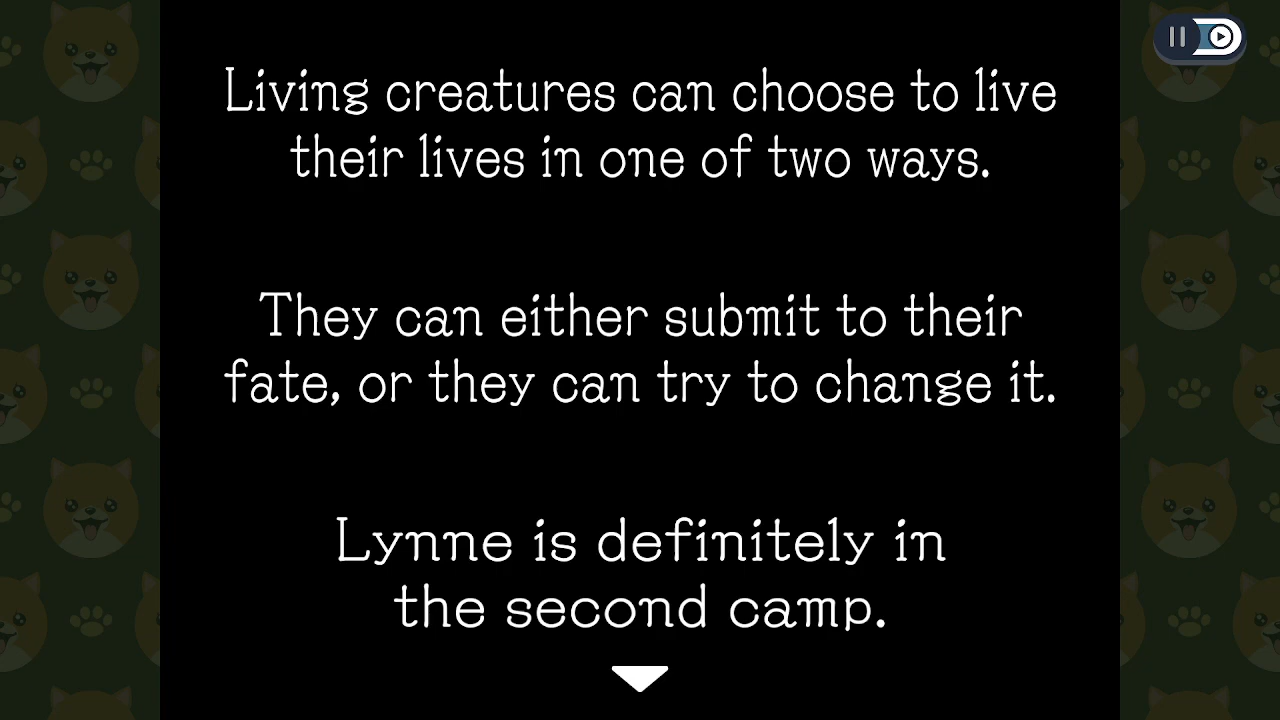 Living creatures can choose to live
their lives in one of two ways.
They can either submit to their
fate, or they can try to change it.
Lynne is definitely in
the second camp.